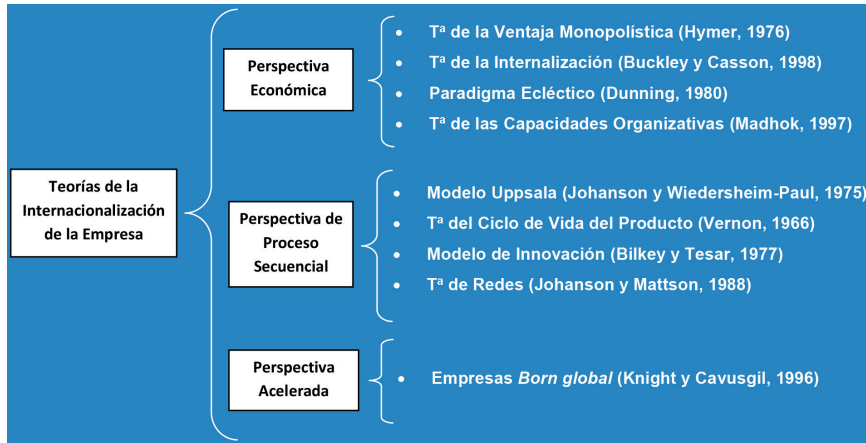 Teorías de la
Internacionalización
de la Empresa
Perspectiva
Económica
• Tª de la Ventaja Monopolística (Hymer, 1976)
• Tª de la Internalización (Buckley y Casson, 1998)
• Paradigma Ecléctico (Dunning, 1980)
• Tª de las Capacidades Organizativas (Madhok, 1997)
Perspectiva de
Proceso
Secuencial
• Modelo Uppsala (Johanson y Wiedersheim-Paul, 1975)
• Tª del Ciclo de Vida del Producto (Vernon, 1966)
• Modelo de Innovación (Bilkey y Tesar, 1977)
• Tª de Redes (Johanson y Mattson, 1988)
Perspectiva
Acelerada
• Empresas Born global (Knight y Cavusgil, 1996)